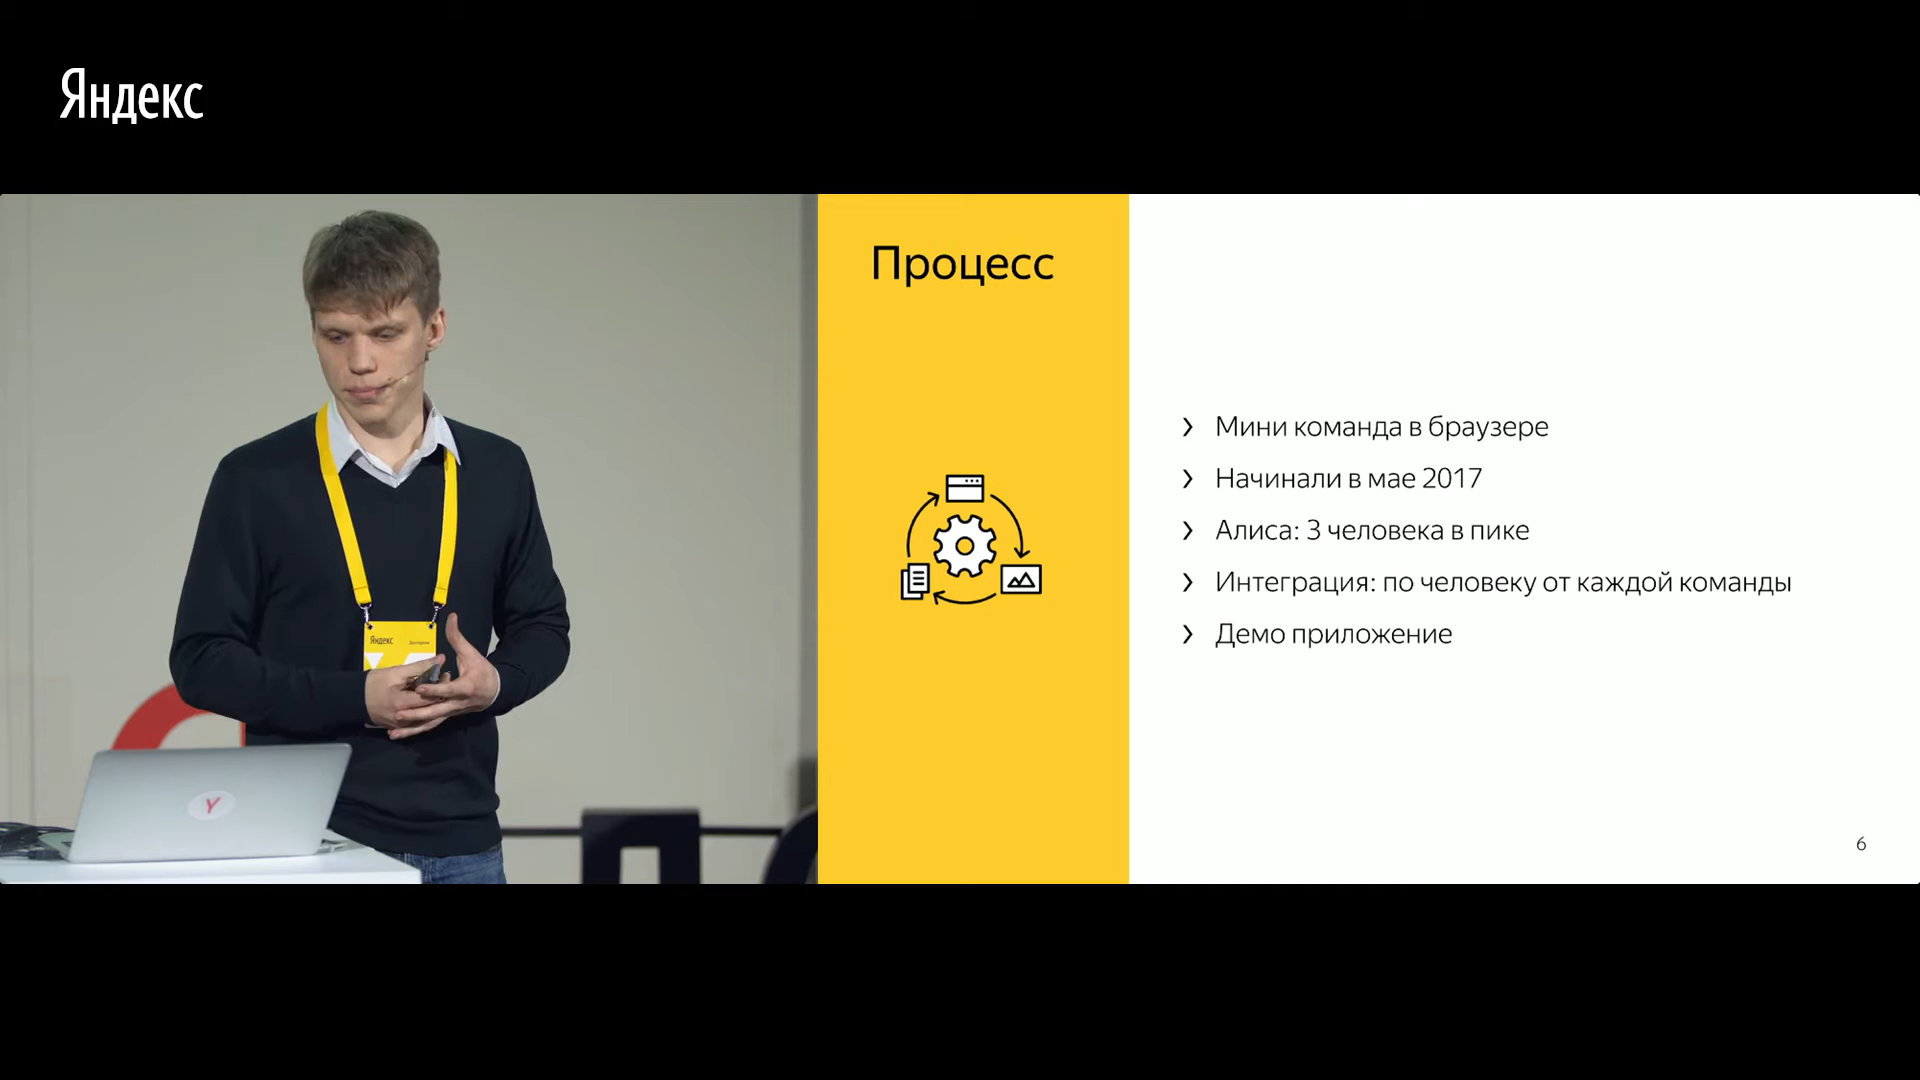 Яндекс
Процесс
Мини команда в браузере
Начинали в мае 2017
Алиса: 3 человека в пике
Интеграция: по человеку от каждой команды
Демо приложение
6
Яндекс